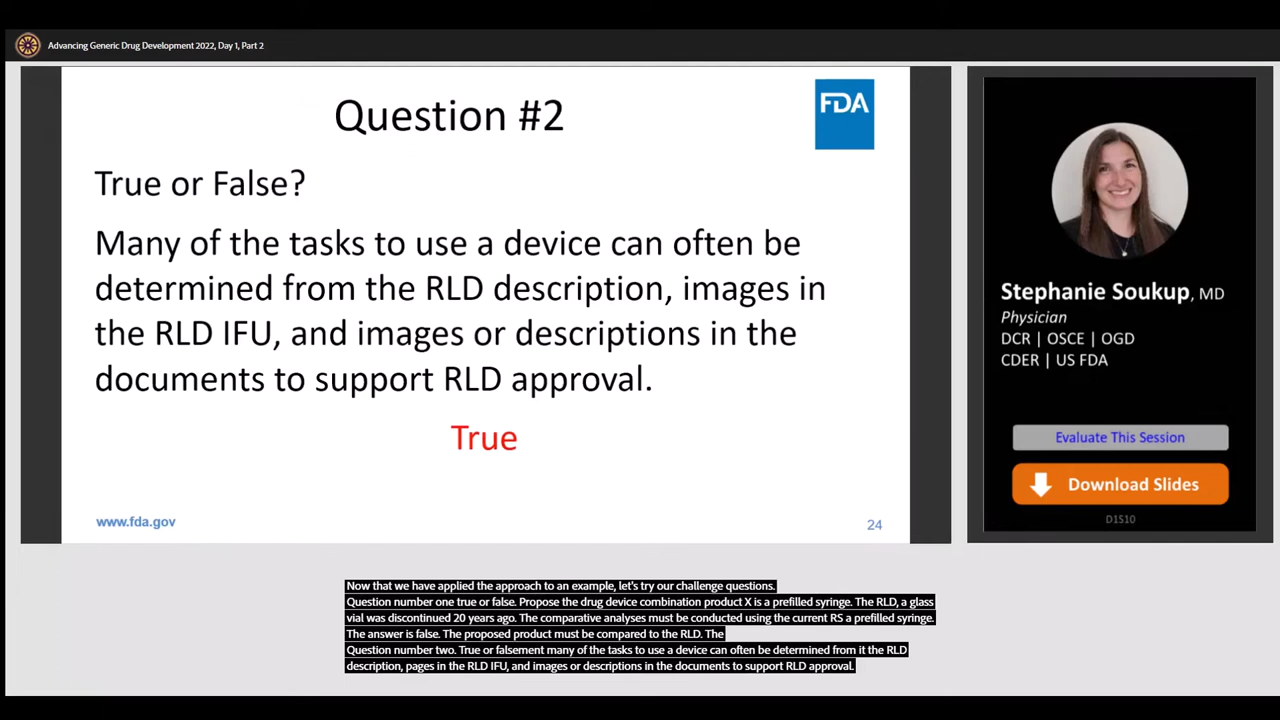 Advancing Generic Drug Development 2022, Day 1, Part 2
Question #2
FDA
True or False?
Many of the tasks to use a device can often be
determined from the RLD description, images in
the RLD IFU, and images or descriptions in the
documents to support RLD approval.
True
www.fda.gov
24
Stephanie Soukup, MD
Physician
DCR | OSCE | OGD
CDER | US FDA
Evaluate This Session
Download Slides
D1S10
Now that we have applied the approach to an example, let's try our challenge questions.
Question number one true or false. Propose the drug device combination product X is a prefilled syringe. The RLD, a glass
vial was discontinued 20 years ago. The comparative analyses must be conducted using the current RS a prefilled syringe.
The answer is false. The proposed product must be compared to the RLD. The
Question number two. True or falsement many of the tasks to use a device can often be determined from it the RLD
description, pages in the RLD IFU, and images or descriptions in the documents to support RLD approval.